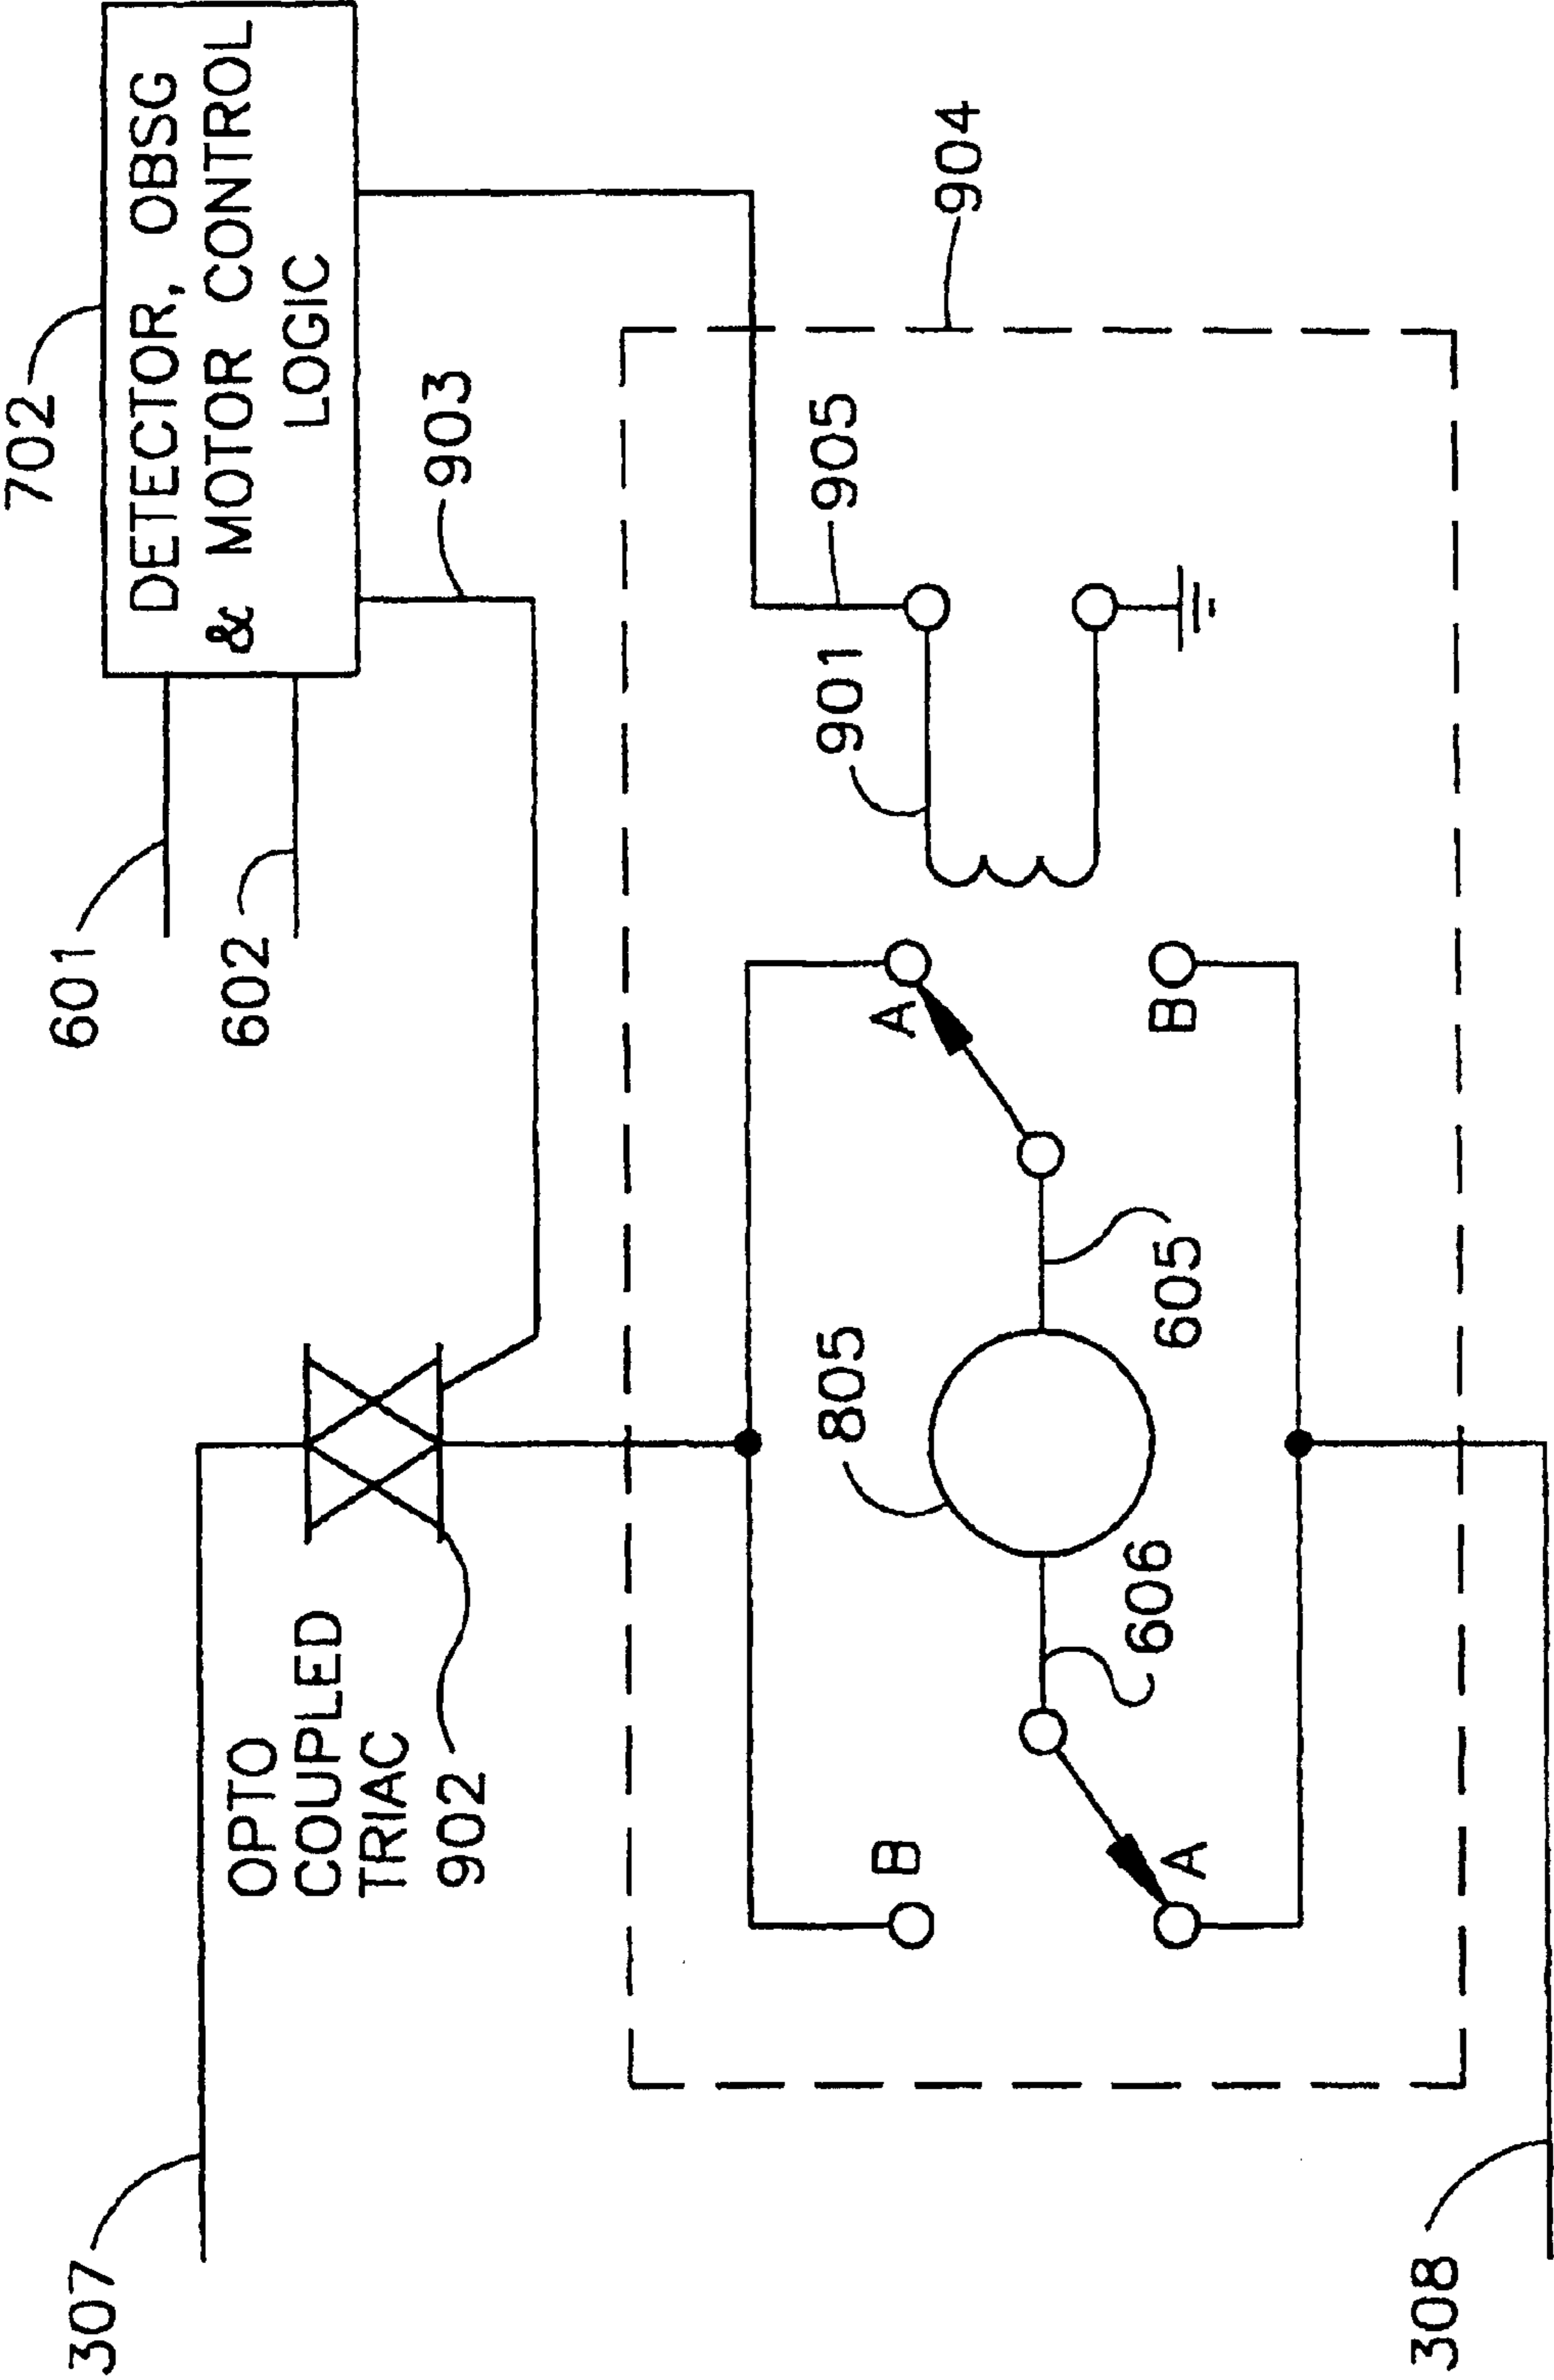 702
DETECTOR, OBSG
& MOTOR CONTROL
LOGIC
601
602
903
307
OPTO
COUPLED
TRIAC
902
904
905
901
A
B
805
605
606
B
A
308